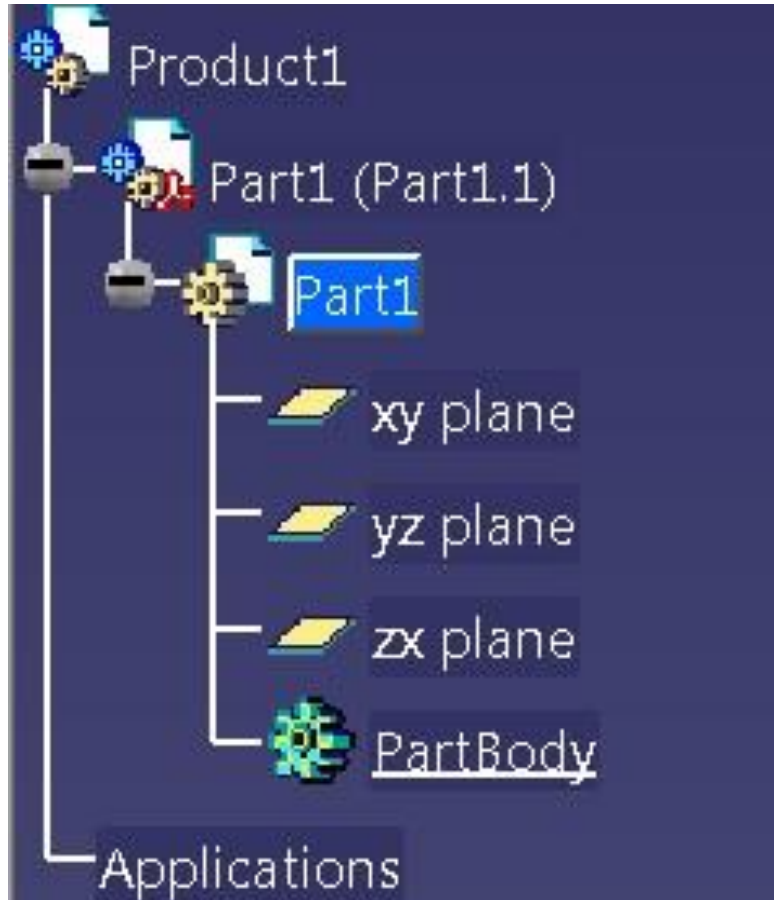 Product1
Part1 (Part1.1)
Part1
xy plane
yz plane
zx plane
PartBody
Applications